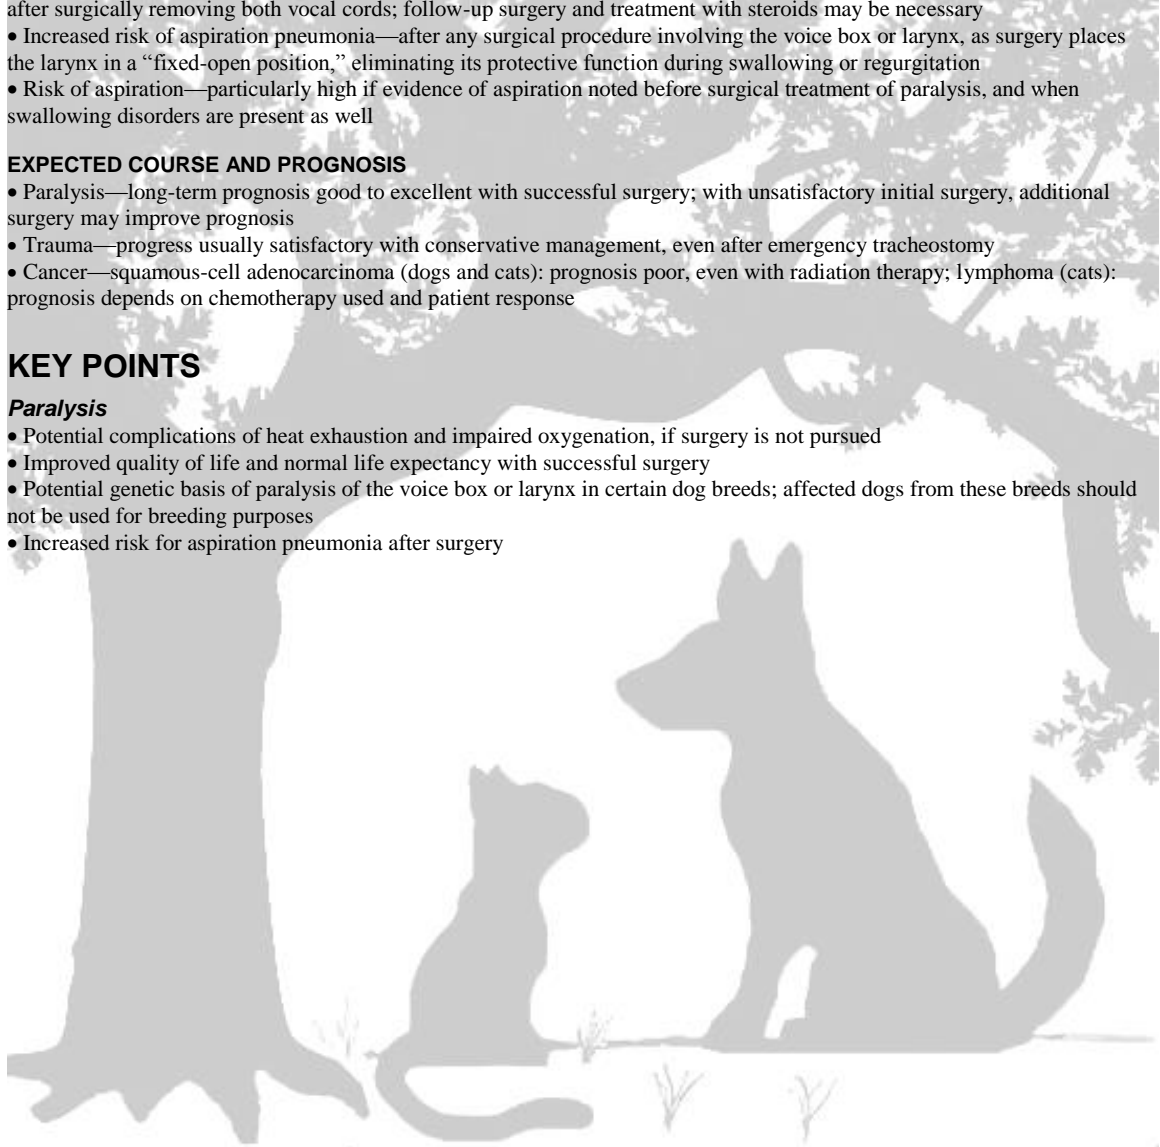 after surgically removing both vocal cords; follow-up surgery and treatment with steroids may be necessary
• Increased risk of aspiration pneumonia—after any surgical procedure involving the voice box or larynx, as surgery places
the larynx in a “fixed-open position,” eliminating its protective function during swallowing or regurgitation
• Risk of aspiration—particularly high if evidence of aspiration noted before surgical treatment of paralysis, and when
swallowing disorders are present as well
EXPECTED COURSE AND PROGNOSIS
• Paralysis—long-term prognosis good to excellent with successful surgery; with unsatisfactory initial surgery, additional
surgery may improve prognosis
• Trauma—progress usually satisfactory with conservative management, even after emergency tracheostomy
• Cancer—squamous-cell adenocarcinoma (dogs and cats): prognosis poor, even with radiation therapy; lymphoma (cats):
prognosis depends on chemotherapy used and patient response
KEY POINTS
Paralysis
• Potential complications of heat exhaustion and impaired oxygenation, if surgery is not pursued
• Improved quality of life and normal life expectancy with successful surgery
• Potential genetic basis of paralysis of the voice box or larynx in certain dog breeds; affected dogs from these breeds should
not be used for breeding purposes
• Increased risk for aspiration pneumonia after surgery